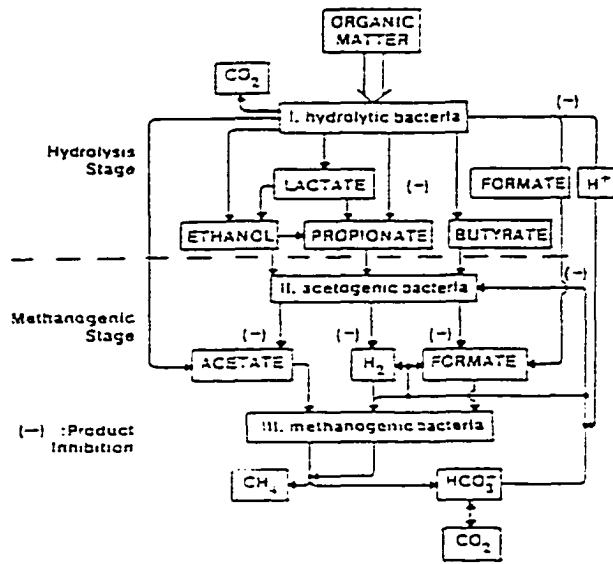 ORGANIC
MATTER
CO2
(-)
I. hydrolytic bacteria
Hydrolysis
Stage
LACTATE
(-)
FORMATE
H+
ETHANOL
PROPIONATE
BUTYRATE
(-)
II. acetogenic bacteria
Methanogenic
Stage
(-)
(-)
(-)
ACETATE
H2
FORMATE
(-) :Product
Inhibition
III. methanogenic bacteria
CH4
HCO3-
CO2